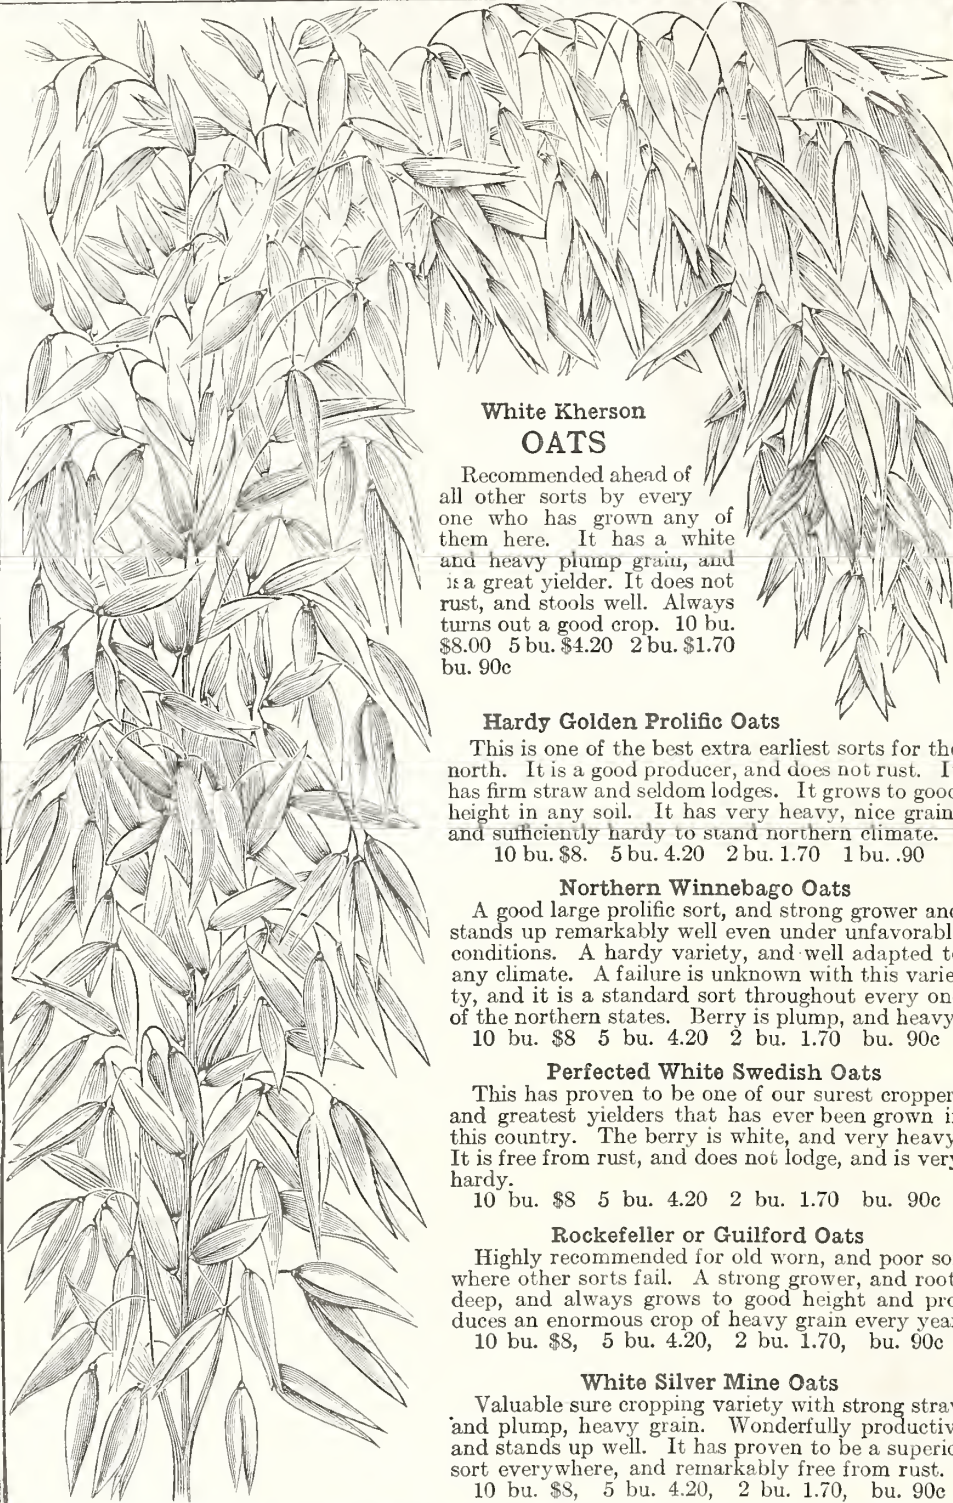 White Kherson
OATS
Recommended ahead of
all other sorts by every
one who has grown any of
them here. It has a white
and heavy plump grain, and
is a great yielder. It does not
rust, and stools well. Always
turns out a good crop. 10 bu.
$8.00 5 bu. $4.20 2 bu. $1.70
bu. 90c
Hardy Golden Prolific Oats
This is one of the best extra earliest sorts for the
north. It is a good producer, and does not rust. I
has firm straw and seldom lodges. It grows to good
height in any soil. It has very heavy, nice grain
and sufficiently hardy to stand northern climate.
10 bu. $8. 5 bu. 4.20 2 bu. 1.70 1 bu. .90
Northern Winnebago Oats
A good large prolific sort, and strong grower and
stands up remarkably well even under unfavorabl
conditions. A hardy variety, and well adapted t
any climate. A failure is unknown with this varie
ty, and it is a standard sort throughout every on
of the northern states. Berry is plump, and heavy
10 bu. $8 5 bu. 4.20 2 bu. 1.70 bu. 90c
Perfected White Swedish Oats
This has proven to be one of our surest cropper
and greatest yielders that has ever been grown i
this country. The berry is white, and very heavy
It is free from rust, and does not lodge, and is very
hardy.
10 bu. $8 5 bu. 4.20 2 bu. 1.70 bu. 90c
Rockefeller or Guilford Oats
Highly recommended for old worn, and poor so
where other sorts fail. A strong grower, and root
deep, and always grows to good height and pro
duces an enormous crop of heavy grain every year
10 bu. $8, 5 bu. 4.20, 2 bu. 1.70, bu. 90c
White Silver Mine Oats
Valuable sure cropping variety with strong straw
and plump, heavy grain. Wonderfully productiv
and stands up well. It has proven to be a superio
sort everywhere, and remarkably free from rust.
10 bu. $8, 5 bu. 4.20, 2 bu. 1.70, bu. 90c